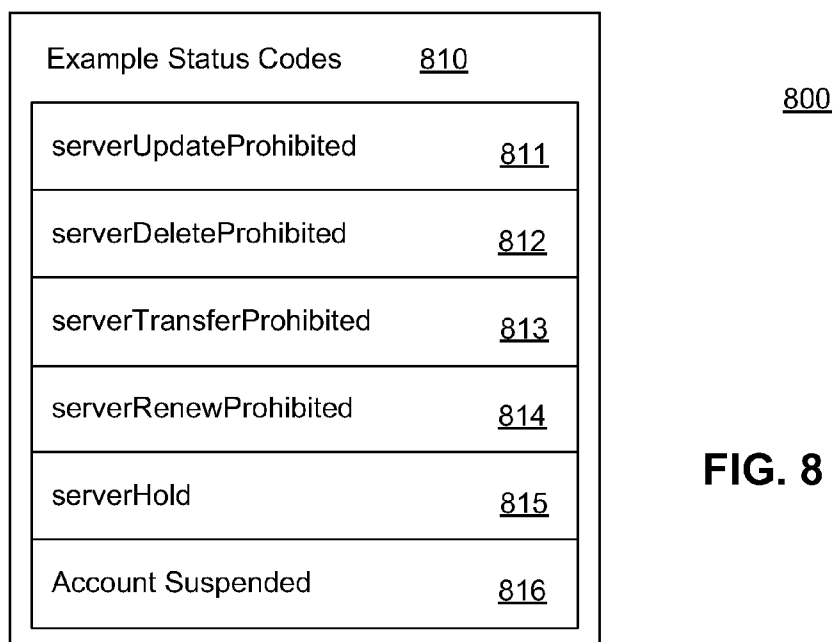 Example Status Codes 810
800
serverUpdateProhibited 811
serverDeleteProhibited 812
serverTransferProhibited 813
serverRenewProhibited 814
FIG. 8
serverHold 815
Account Suspended 816